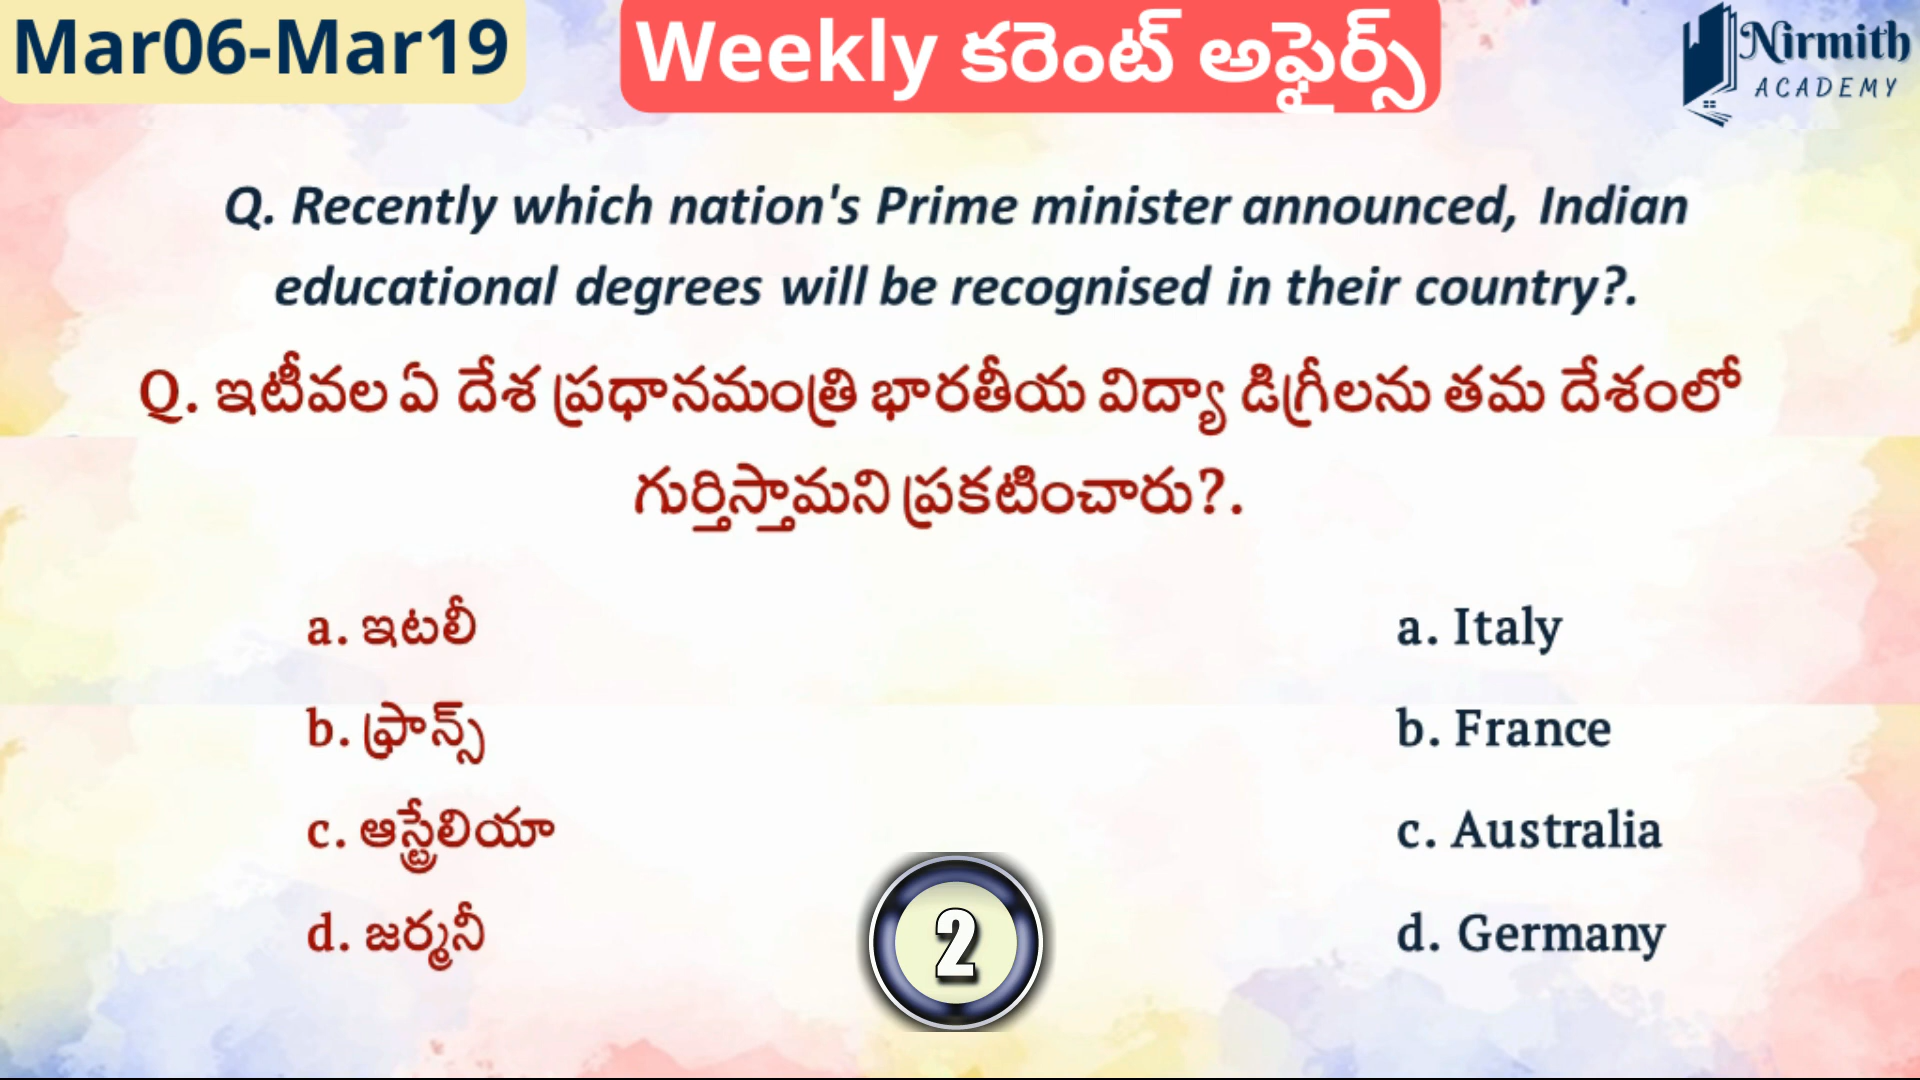 Mar06-Mar19
Weekly కరెంట్ అఫైర్స్
Nirmith
ACADEMY
Q. Recently which nation's Prime minister announced, Indian
educational degrees will be recognised in their country?.
Q. ఇటీవల ఏ దేశ ప్రధానమంత్రి భారతీయ విద్యా డిగ్రీలను తమ దేశంలో
గుర్తిస్తామని ప్రకటించారు?.
a. ఇటలీ
b. ఫ్రాన్స్
c. ఆస్ట్రేలియా
d. జర్మనీ
a. Italy
b. France
c. Australia
d. Germany
2